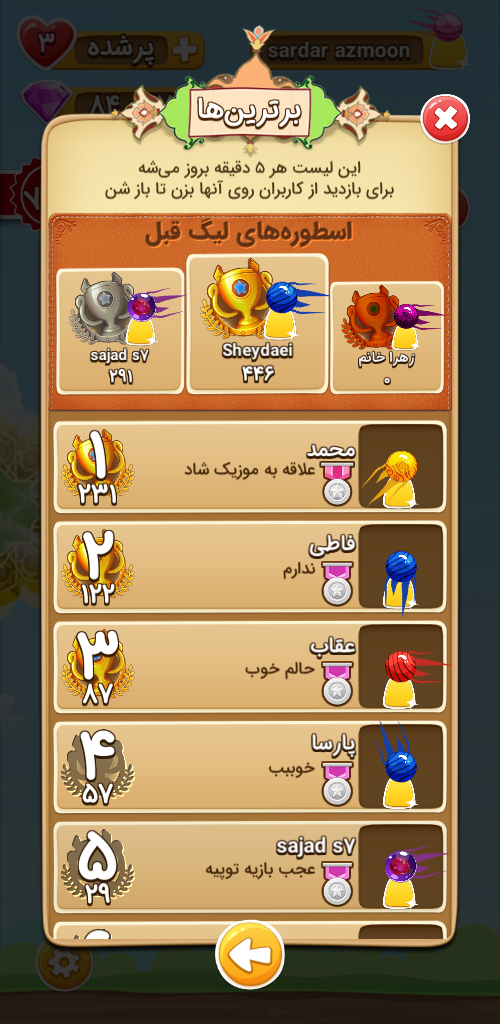 ۳
پرشده
sardar azmoon
برترین‌ها
این لیست هر ۵ دقیقه بروز می‌شه
برای بازدید از کاربران روی آنها بزن تا باز شن
اسطوره‌های لیگ قبل
sajad s۷
۲۹۱
Sheydaei
۴۴۶
زهرا خانم
۰
۱
۲۳۱
محمد
علاقه به موزیک شاد
۲
۱۲۲
فاطی
ندارم
۳
۸۷
عقاب
حالم خوب
۴
۵۷
پارسا
خوببب
۵
۲۹
sajad s۷
عجب بازیه توپیه